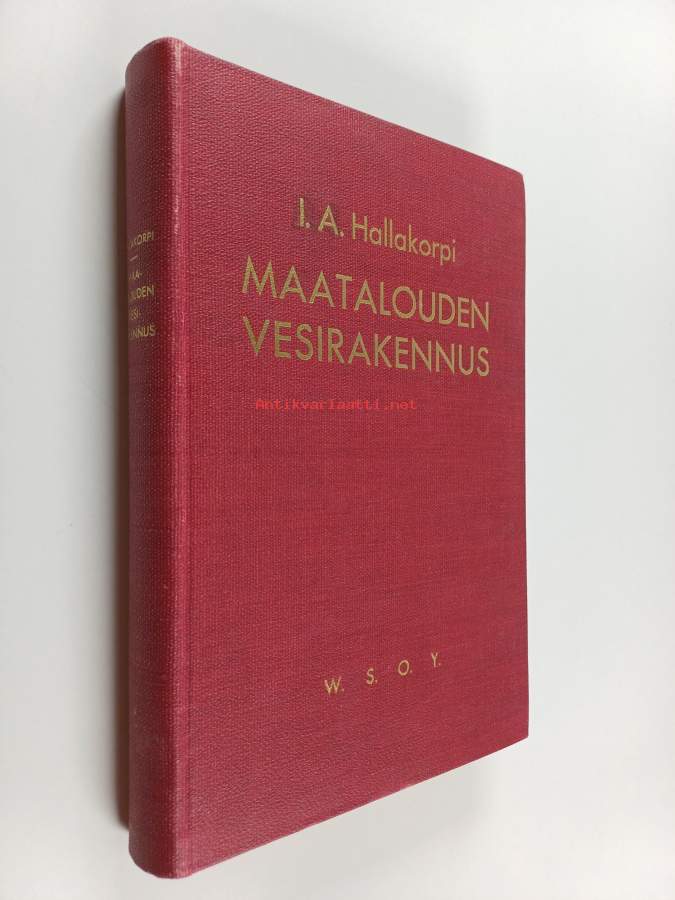 I. A. Hallakorpi
MAATALOUDEN
VESIRAKENNUS
Antikvariaatti.net
W. S. O. Y.